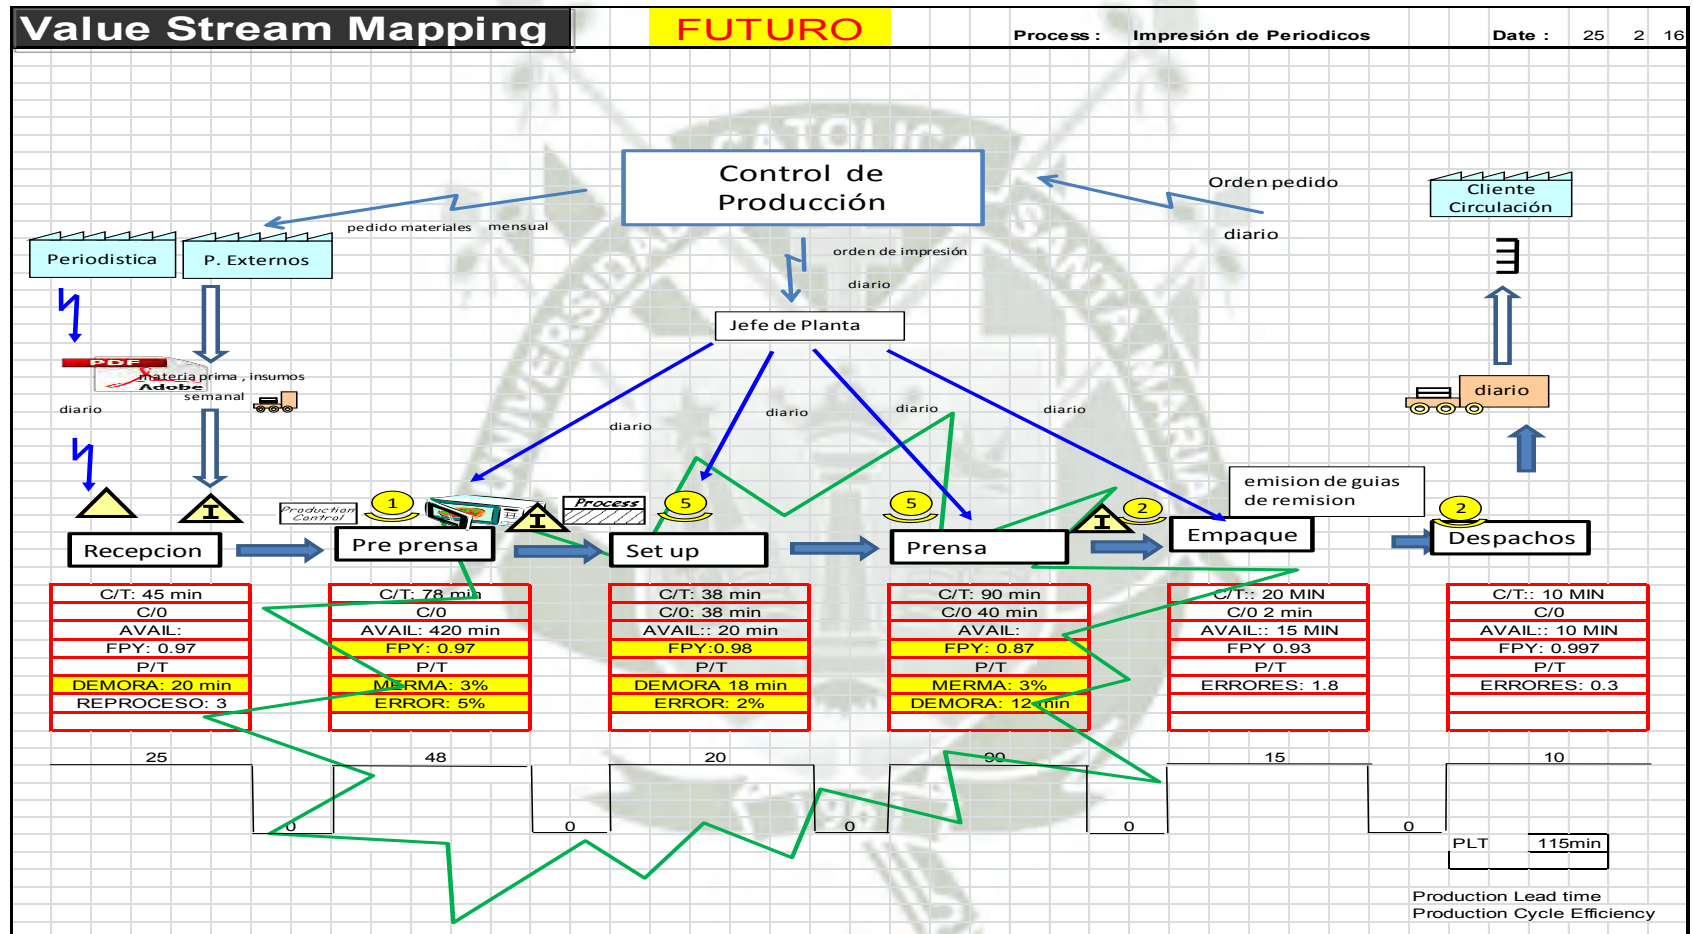 Value Stream Mapping
FUTURO
Process : Impresión de Periodicos
Date : 25 2 16
Control de
Producción
Orden pedido
diario
Cliente
Circulación
pedido materiales mensual
orden de impresión
diario
Periodistica
P. Externos
Jefe de Planta
PDF
Adobe
materia prima , insumos
semanal
diario
diario
diario
diario
diario
diario
emision de guias
de remision
Production
Control
1
I
Process
5
5
I
2
2
I
Recepcion
Pre prensa
Set up
Prensa
Empaque
Despachos
C/T: 45 min
C/0
AVAIL:
FPY: 0.97
P/T
DEMORA: 20 min
REPROCESO: 3
C/T: 78 min
C/0
AVAIL: 420 min
FPY: 0.97
P/T
MERMA: 3%
ERROR: 5%
C/T: 38 min
C/0: 38 min
AVAIL:: 20 min
FPY:0.98
P/T
DEMORA 18 min
ERROR: 2%
C/T: 90 min
C/0 40 min
AVAIL:
FPY: 0.87
P/T
MERMA: 3%
DEMORA: 12 min
C/T:: 20 MIN
C/0 2 min
AVAIL:: 15 MIN
FPY 0.93
P/T
ERRORES: 1.8
C/T:: 10 MIN
C/0
AVAIL:: 10 MIN
FPY: 0.997
P/T
ERRORES: 0.3
25
48
20
90
15
10
0
0
0
0
0
PLT 115min
Production Lead time
Production Cycle Efficiency
UNIVERSIDAD CATOLICA SANTA MARIA